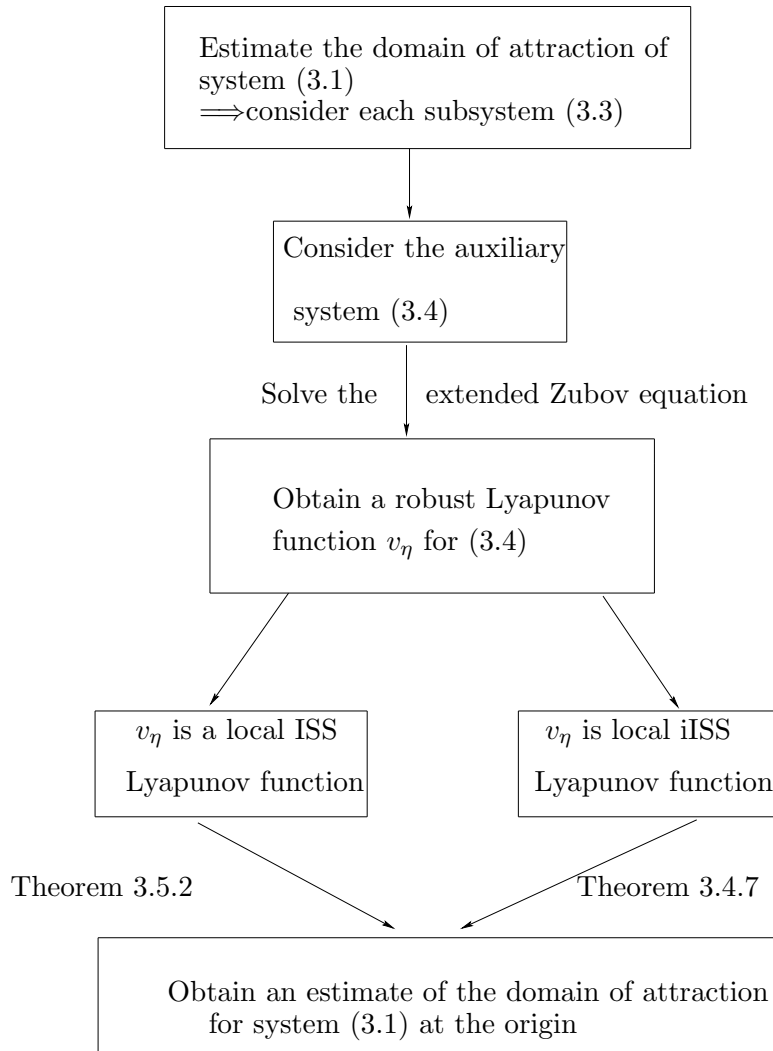 Estimate the domain of attraction of
system (3.1)
⟹consider each subsystem (3.3)
Consider the auxiliary
system (3.4)
Solve the extended Zubov equation
Obtain a robust Lyapunov
function vη for (3.4)
vη is a local ISS
Lyapunov function
vη is local iISS
Lyapunov function
Theorem 3.5.2
Theorem 3.4.7
Obtain an estimate of the domain of attraction
for system (3.1) at the origin